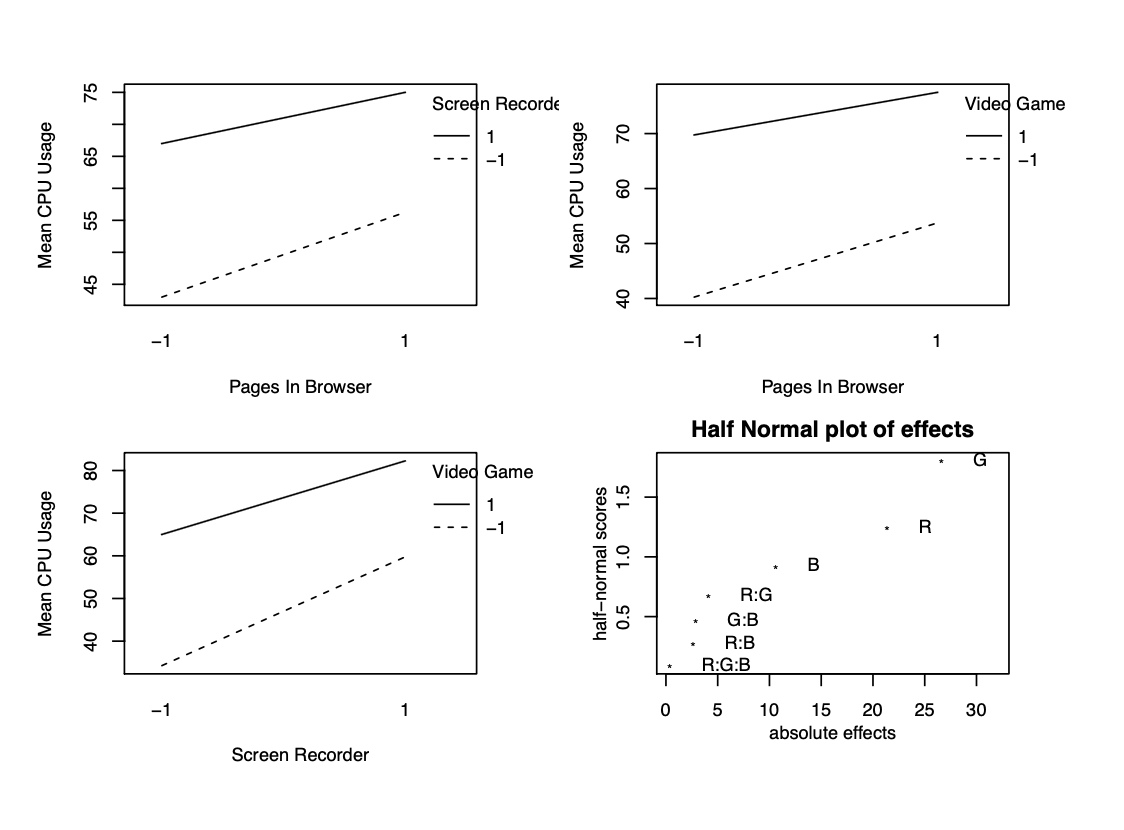 Mean CPU Usage
75
65
55
45
Screen Recorde
1
−1
−1
1
Pages In Browser
Mean CPU Usage
70
60
50
40
Video Game
1
−1
−1
1
Pages In Browser
Mean CPU Usage
80
70
60
50
40
Video Game
1
−1
−1
1
Screen Recorder
Half Normal plot of effects
half−normal scores
1.5
1.0
0.5
G
R
B
R:G
G:B
R:B
R:G:B
0 5 10 15 20 25 30
absolute effects